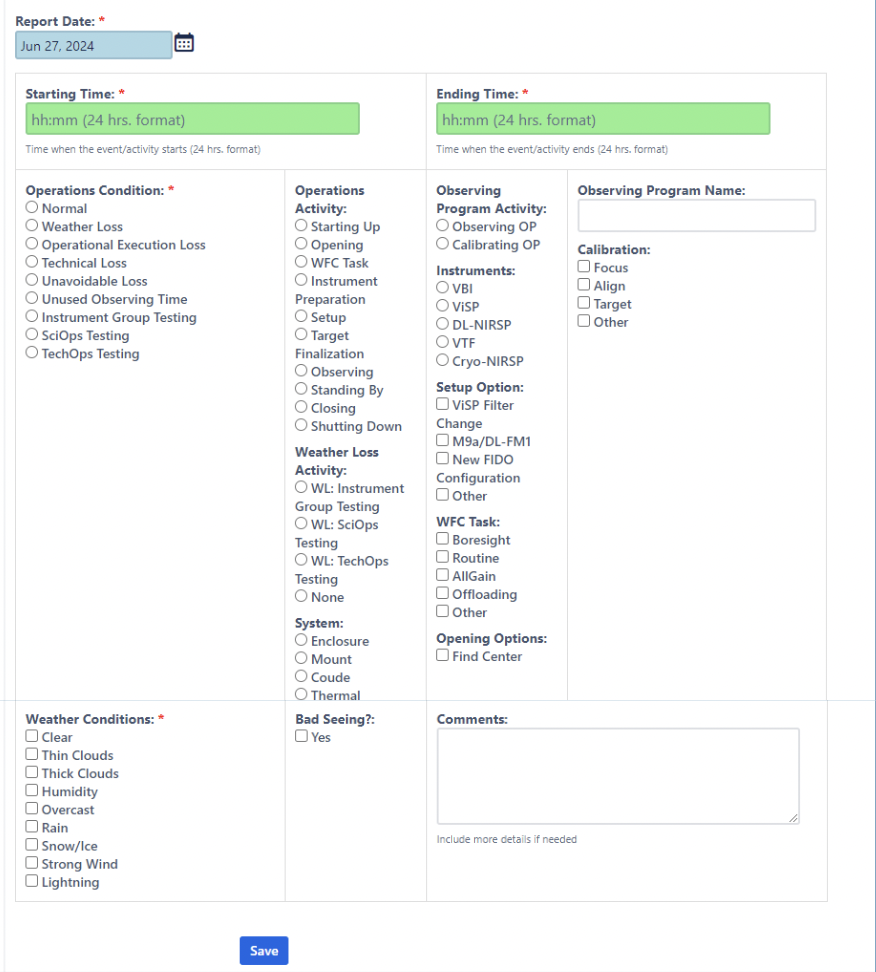 Report Date: *
Jun 27, 2024
Starting Time: *
hh:mm (24 hrs. format)
Time when the event/activity starts (24 hrs. format)
Ending Time: *
hh:mm (24 hrs. format)
Time when the event/activity ends (24 hrs. format)
Operations Condition: *
Normal
Weather Loss
Operational Execution Loss
Technical Loss
Unavoidable Loss
Unused Observing Time
Instrument Group Testing
SciOps Testing
TechOps Testing
Operations
Activity:
Starting Up
Opening
WFC Task
Instrument
Preparation
Setup
Target
Finalization
Observing
Standing By
Closing
Shutting Down
Weather Loss
Activity:
WL: Instrument
Group Testing
WL: SciOps
Testing
WL: TechOps
Testing
None
System:
Enclosure
Mount
Coude
Thermal
Observing
Program Activity:
Observing OP
Calibrating OP
Instruments:
VBI
ViSP
DL-NIRSP
VTF
Cryo-NIRSP
Setup Option:
ViSP Filter
Change
M9a/DL-FM1
New FIDO
Configuration
Other
WFC Task:
Boresight
Routine
AllGain
Offloading
Other
Opening Options:
Find Center
Observing Program Name:
Calibration:
Focus
Align
Target
Other
Weather Conditions: *
Clear
Thin Clouds
Thick Clouds
Humidity
Overcast
Rain
Snow/Ice
Strong Wind
Lightning
Bad Seeing?:
Yes
Comments:
Include more details if needed
Save